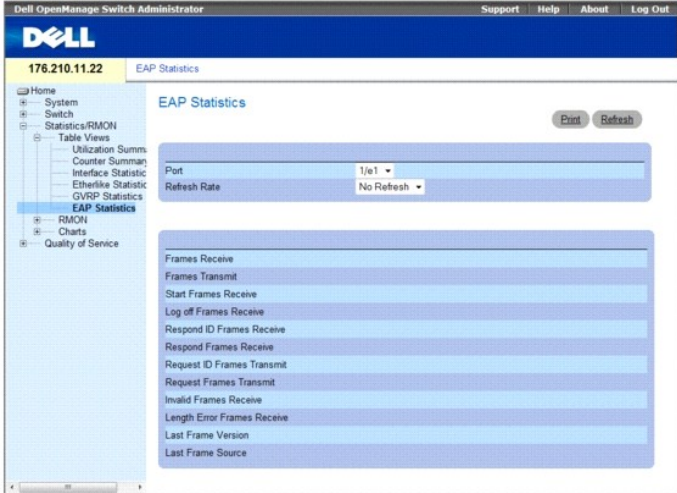 Dell OpenManage Switch Administrator
Support Help About Log Out
DELL
176.210.11.22
EAP Statistics
Home
System
Switch
Statistics/RMON
Table Views
Utilization Summ
Counter Summary
Interface Statistic
Etherlike Statistic
GVRP Statistics
EAP Statistics
RMON
Charts
Quality of Service
EAP Statistics
Print Refresh
Port 1/e1
Refresh Rate No Refresh
Frames Receive
Frames Transmit
Start Frames Receive
Log off Frames Receive
Respond ID Frames Receive
Respond Frames Receive
Request ID Frames Transmit
Request Frames Transmit
Invalid Frames Receive
Length Error Frames Receive
Last Frame Version
Last Frame Source